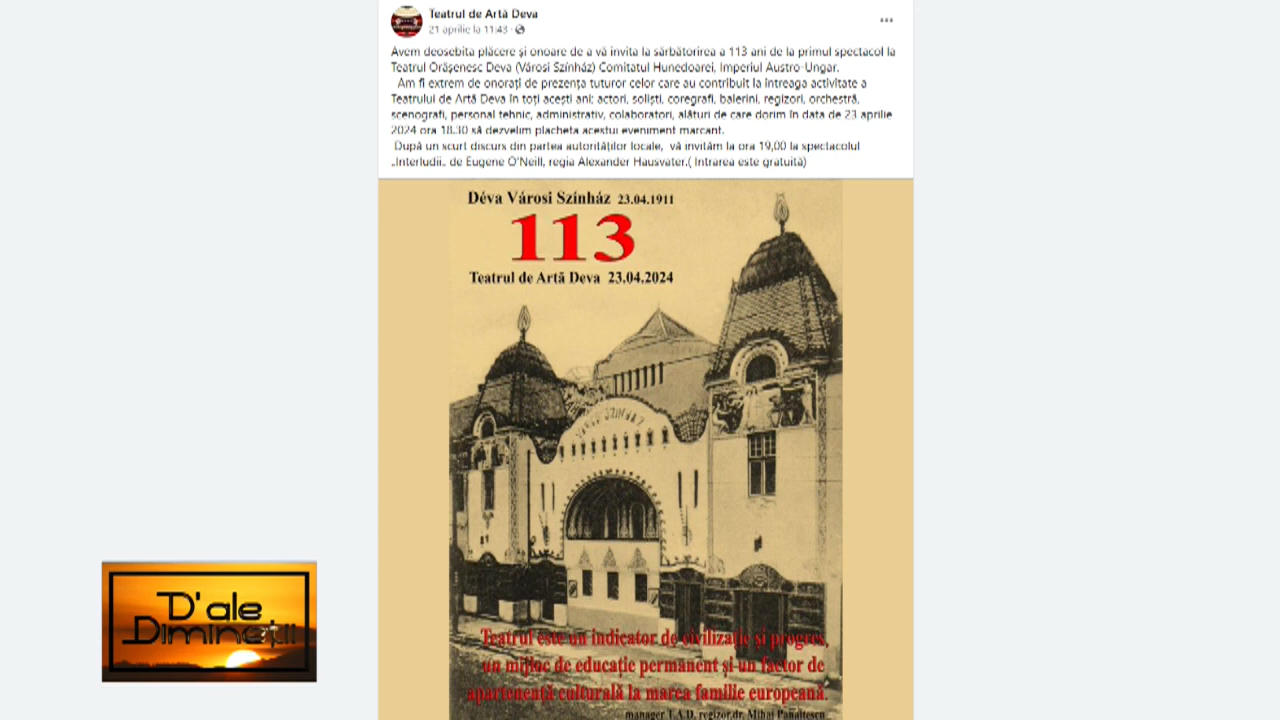 Teatrul de Artă Deva
21 aprilie la 11:43 ·
Avem deosebita plăcere și onoare de a vă invita la sărbătorirea a 113 ani de la primul spectacol la
Teatrul Orășenesc Deva (Városi Színház) Comitatul Hunedoarei, Imperiul Austro-Ungar.
Am fi extrem de onorați de prezența tuturor celor care au contribuit la întreaga activitate a
Teatrului de Artă Deva în toți acești ani: actori, soliști, coregrafi, balerini, regizori, orchestră,
scenografi, personal tehnic, administrativ, colaboratori, alături de care dorim în data de 23 aprilie
2024 ora 18.30 să dezvelim placheta acestui eveniment marcant.
După un scurt discurs din partea autorităților locale, vă invităm la ora 19,00 la spectacolul
„Interludii„ de Eugene O'Neill, regia Alexander Hausvater.( Intrarea este gratuită)
Déva Városi Színház 23.04.1911
113
Teatrul de Artă Deva 23.04.2024
SZINHÁZ
D'ale
Dimineții
Teatrul este un indicator de civilizație și progres,
un mijloc de educație permanent și un factor de
apartenență culturală la marea familie europeană.
manager T.A.D. regizor.dr. Mihai Panaitescu